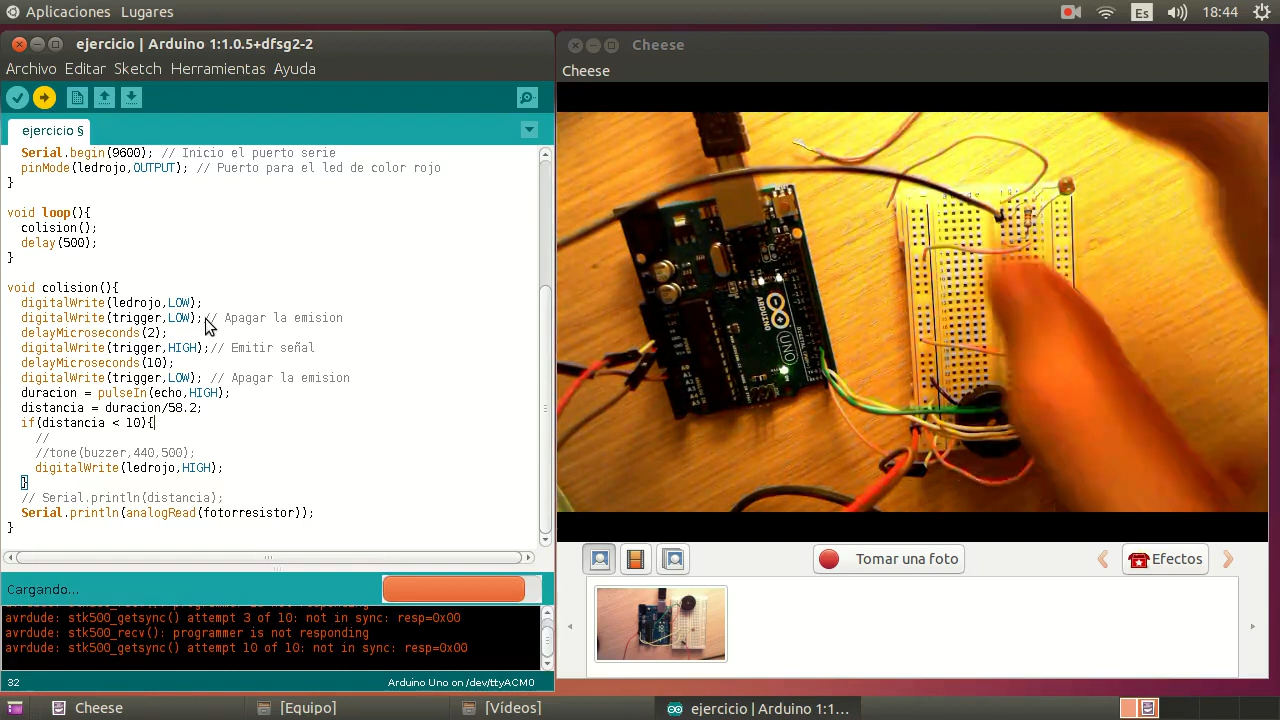 Aplicaciones Lugares
Es
18:44
ejercicio | Arduino 1:1.0.5+dfsg2-2
Archivo Editar Sketch Herramientas Ayuda
ejercicio §
Serial.begin(9600); // Inicio el puerto serie
pinMode(ledrojo,OUTPUT); // Puerto para el led de color rojo
}
void loop(){
colision();
delay(500);
}
void colision(){
digitalWrite(ledrojo,LOW);
digitalWrite(trigger,LOW);// Apagar la emision
delayMicroseconds(2);
digitalWrite(trigger,HIGH);// Emitir señal
delayMicroseconds(10);
digitalWrite(trigger,LOW); // Apagar la emision
duracion = pulseIn(echo,HIGH);
distancia = duracion/58.2;
if(distancia < 10){
//
//tone(buzzer,440,500);
digitalWrite(ledrojo,HIGH);
}
// Serial.println(distancia);
Serial.println(analogRead(fotorresistor));
}
Cargando...
avrdude: stk500_getsync() attempt 3 of 10: not in sync: resp=0x00
avrdude: stk500_recv(): programmer is not responding
avrdude: stk500_getsync() attempt 10 of 10: not in sync: resp=0x00
32
Arduino Uno on /dev/ttyACM0
Cheese
Cheese
ARDUINO
UNO
Tomar una foto
Efectos
Cheese
[Equipo]
[Vídeos]
ejercicio | Arduino 1:1...